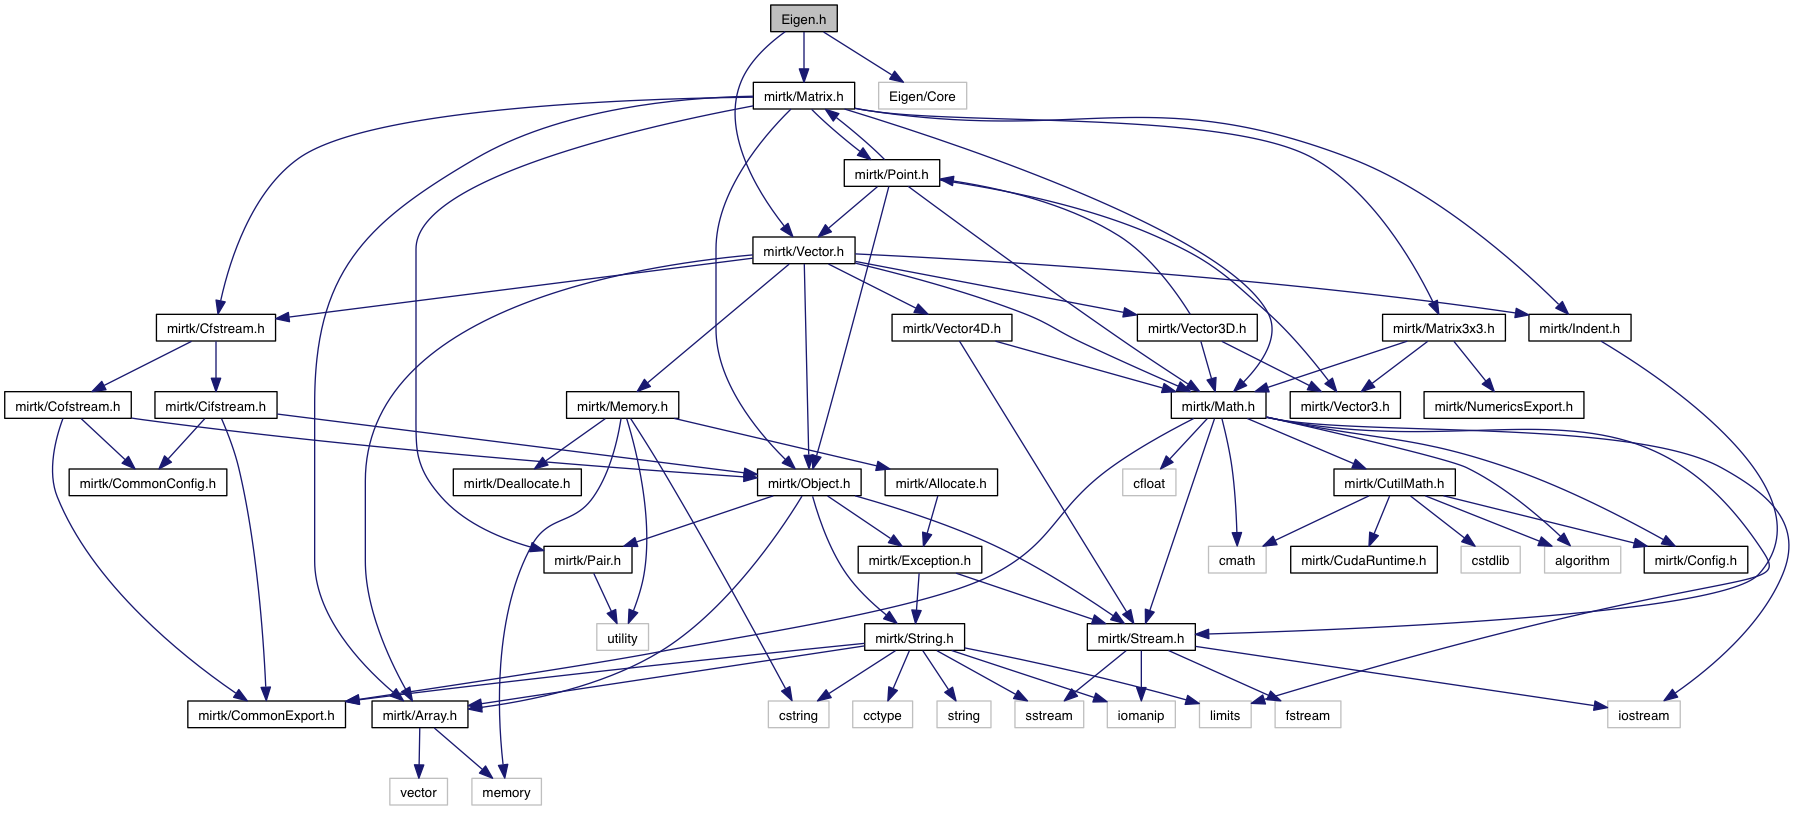 Eigen.h
mirtk/Matrix.h
Eigen/Core
mirtk/Point.h
mirtk/Vector.h
mirtk/Cfstream.h
mirtk/Vector4D.h
mirtk/Vector3D.h
mirtk/Matrix3x3.h
mirtk/Indent.h
mirtk/Cofstream.h
mirtk/Cifstream.h
mirtk/Memory.h
mirtk/Math.h
mirtk/Vector3.h
mirtk/NumericsExport.h
mirtk/CommonConfig.h
mirtk/Deallocate.h
mirtk/Object.h
mirtk/Allocate.h
cfloat
mirtk/CutilMath.h
mirtk/Pair.h
mirtk/Exception.h
cmath
mirtk/CudaRuntime.h
cstdlib
algorithm
mirtk/Config.h
utility
mirtk/String.h
mirtk/Stream.h
mirtk/CommonExport.h
mirtk/Array.h
cstring
cctype
string
sstream
iomanip
limits
fstream
iostream
vector
memory